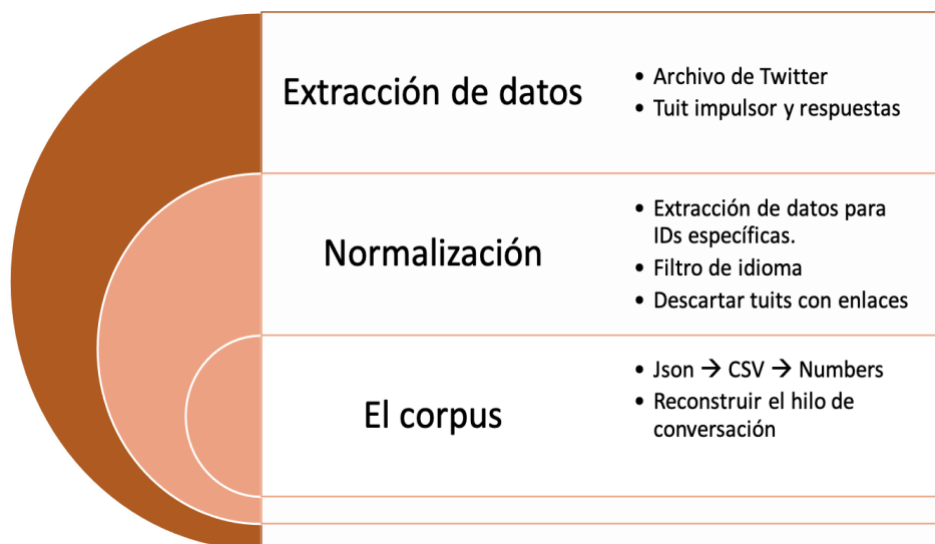 Extracción de datos
• Archivo de Twitter
• Tuit impulsor y respuestas
Normalización
• Extracción de datos para
IDs específicas.
• Filtro de idioma
• Descartar tuits con enlaces
El corpus
• Json → CSV → Numbers
• Reconstruir el hilo de
conversación